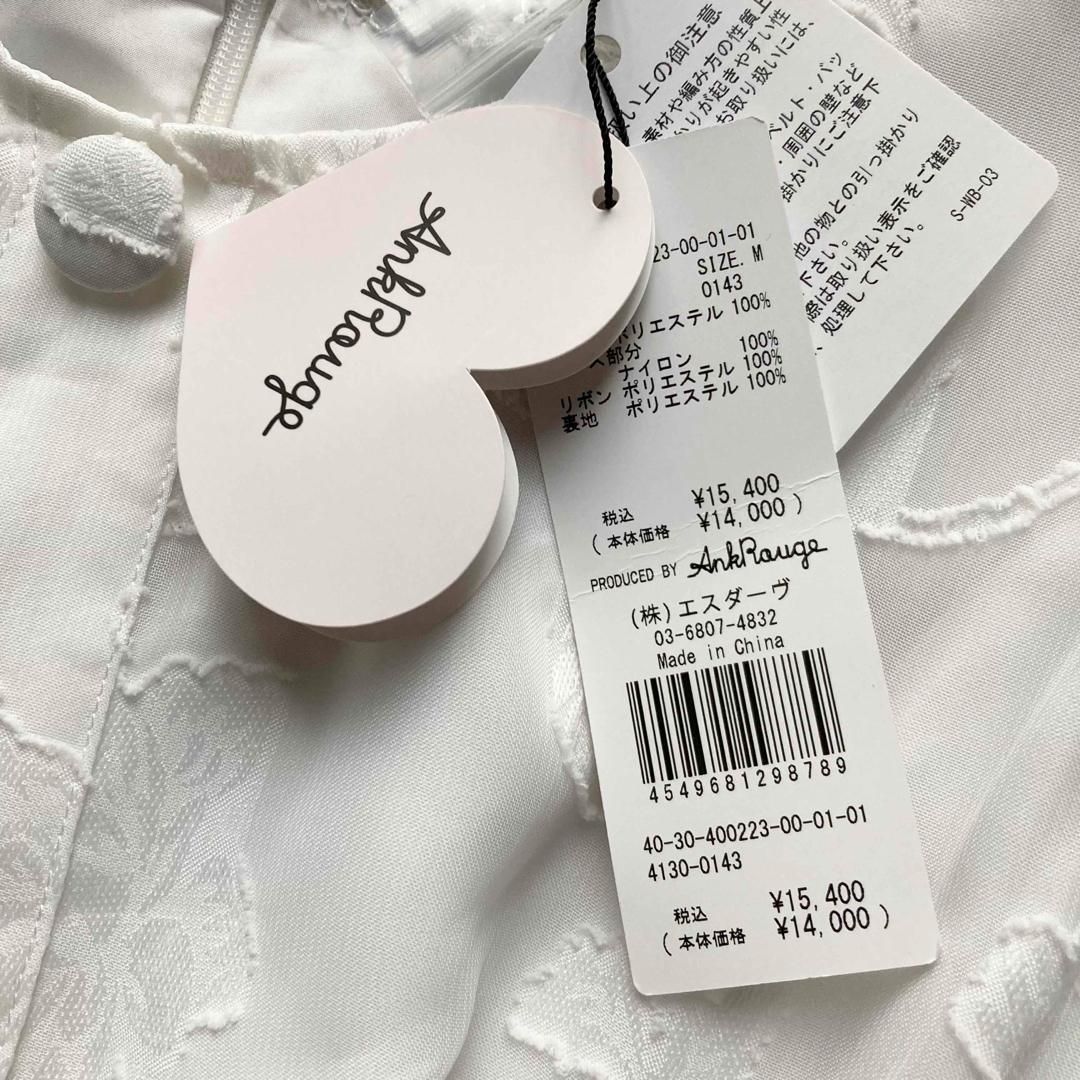 AnkRouge
扱い上の御注意
素材や編み方の性質上
かりが起きやすい性
お取り扱いには、
ベルト・バッ
・周囲の壁など
掛かりにご注意下
他の物との引っ掛かり
下さい。
際は取り扱い表示をご確認
、処理して下さい。
S-WB-03
23-00-01-01
SIZE. M
0143
ポリエステル 100%
ス部分
ナイロン 100%
リボン ポリエステル 100%
裏地 ポリエステル 100%
税込 ¥15,400
( 本体価格 ¥14,000 )
PRODUCED BY AnkRouge
(株)エスダーヴ
03-6807-4832
Made in China
4549681298789
40-30-400223-00-01-01
4130-0143
税込 ¥15,400
( 本体価格 ¥14,000 )